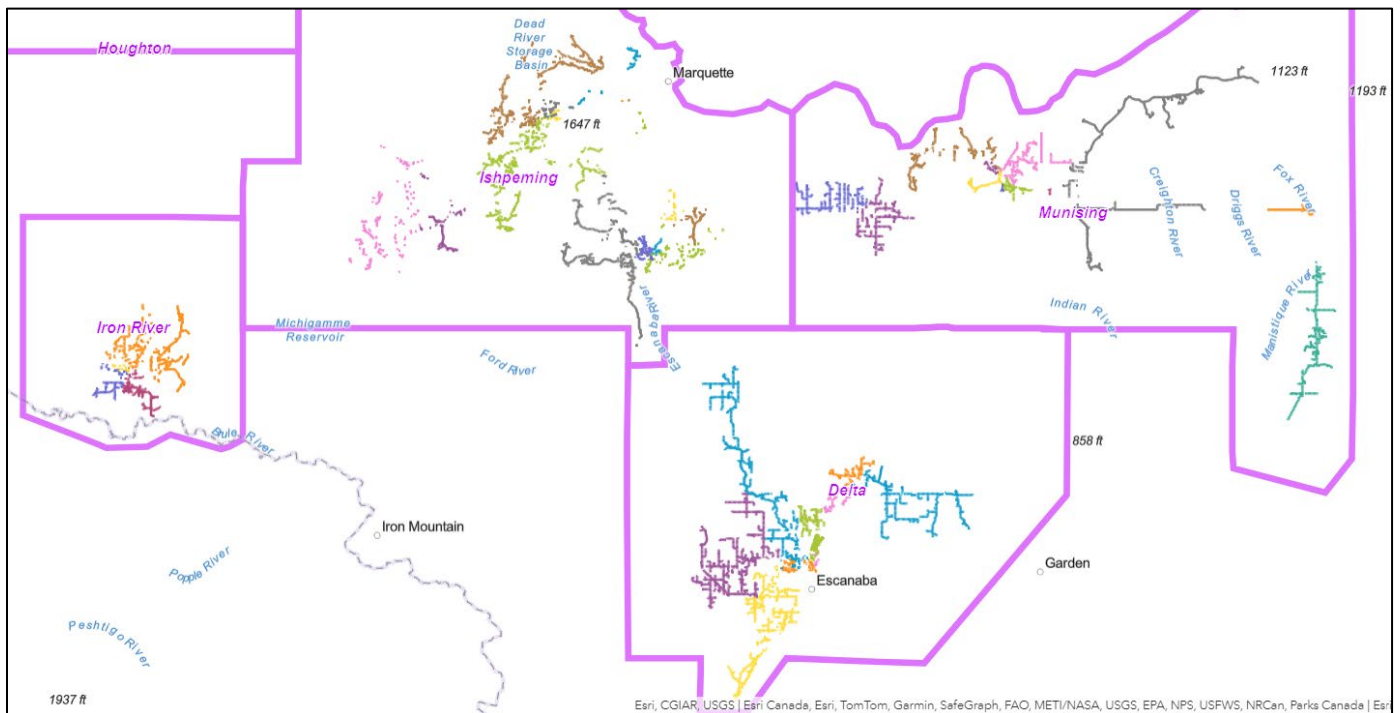 Dead
River
Storage
Basin
Houghton
Marquette
1123 ft
1193 ft
1647 ft
Ishpeming
Munising
Creighton River
Driggs River
Fox River
Manistique River
Indian River
Iron River
Michigamme
Reservoir
Ford River
Escanaba River
Brule River
858 ft
Delta
Iron Mountain
Popple River
Escanaba
Garden
Peshtigo River
1937 ft
Esri, CGIAR, USGS | Esri Canada, Esri, TomTom, Garmin, SafeGraph, FAO, METI/NASA, USGS, EPA, NPS, USFWS, NRCan, Parks Canada | Esri